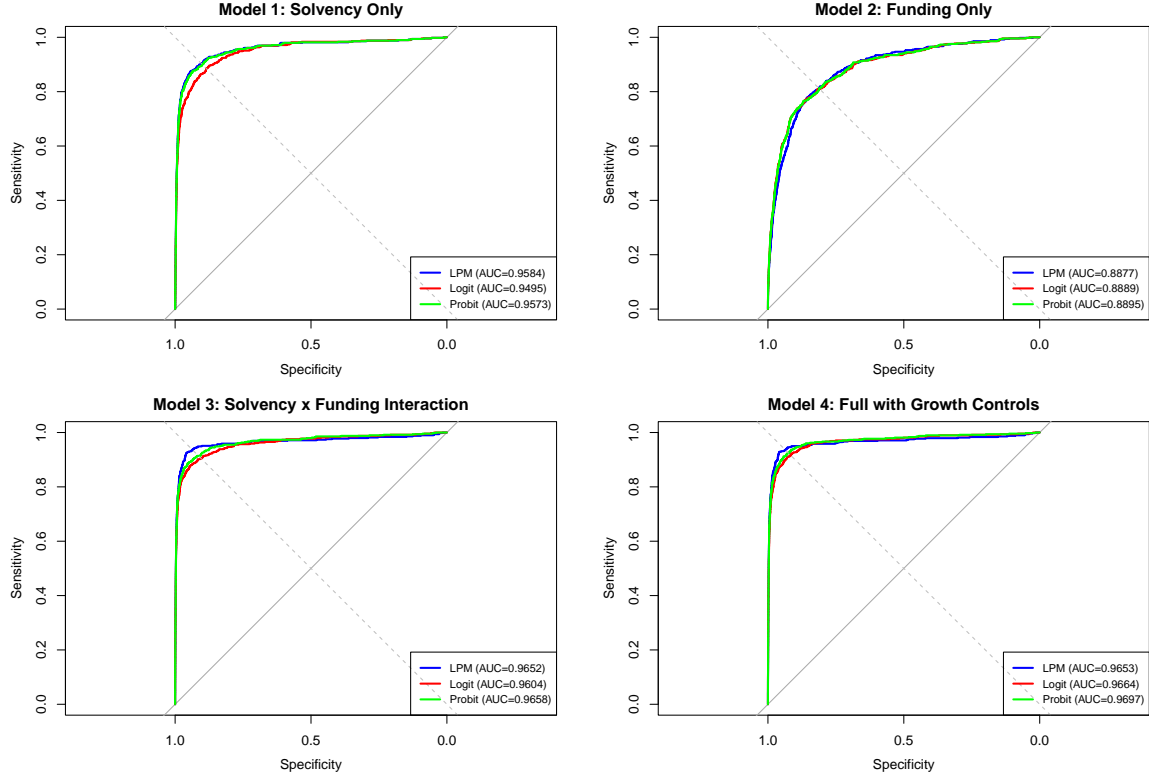 Model 1: Solvency Only
Sensitivity
0.0 0.2 0.4 0.6 0.8 1.0
LPM (AUC=0.9584)
Logit (AUC=0.9495)
Probit (AUC=0.9573)
1.0 0.5 0.0
Specificity
Model 2: Funding Only
Sensitivity
0.0 0.2 0.4 0.6 0.8 1.0
LPM (AUC=0.8877)
Logit (AUC=0.8889)
Probit (AUC=0.8895)
1.0 0.5 0.0
Specificity
Model 3: Solvency x Funding Interaction
Sensitivity
0.0 0.2 0.4 0.6 0.8 1.0
LPM (AUC=0.9652)
Logit (AUC=0.9604)
Probit (AUC=0.9658)
1.0 0.5 0.0
Specificity
Model 4: Full with Growth Controls
Sensitivity
0.0 0.2 0.4 0.6 0.8 1.0
LPM (AUC=0.9653)
Logit (AUC=0.9664)
Probit (AUC=0.9697)
1.0 0.5 0.0
Specificity